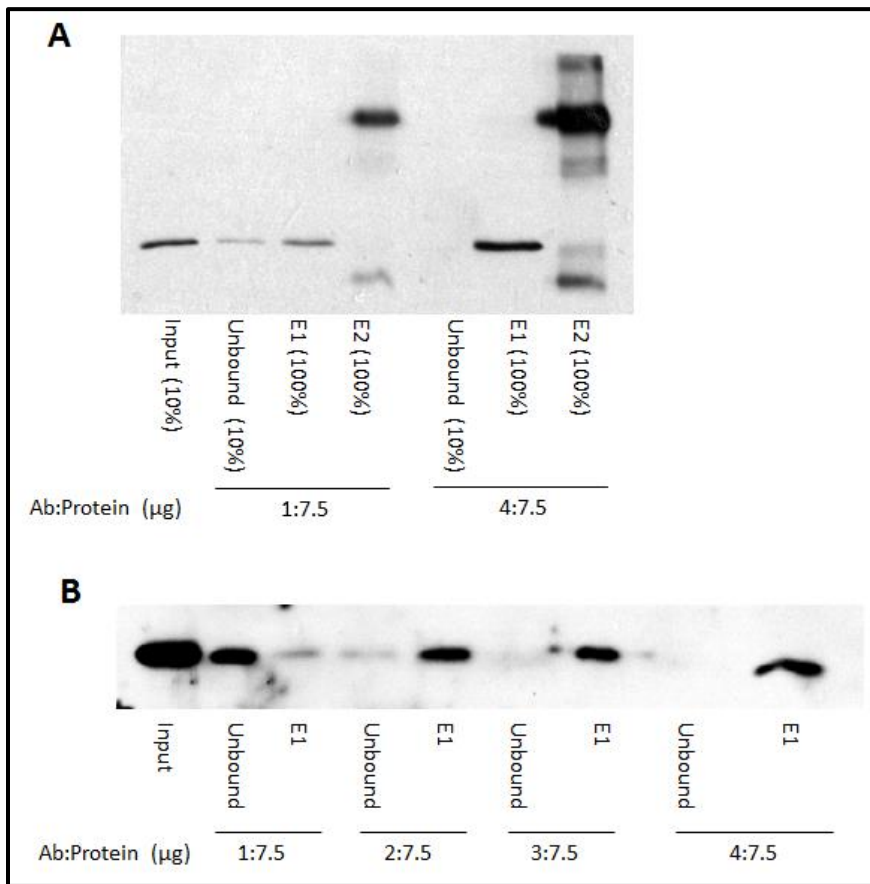 A
Input (10%)
Unbound (10%)
E1 (100%)
E2 (100%)
Unbound (10%)
E1 (100%)
E2 (100%)
Ab:Protein (µg)
1:7.5
4:7.5
B
Input
Unbound
E1
Unbound
E1
Unbound
E1
Unbound
E1
Ab:Protein (µg)
1:7.5
2:7.5
3:7.5
4:7.5